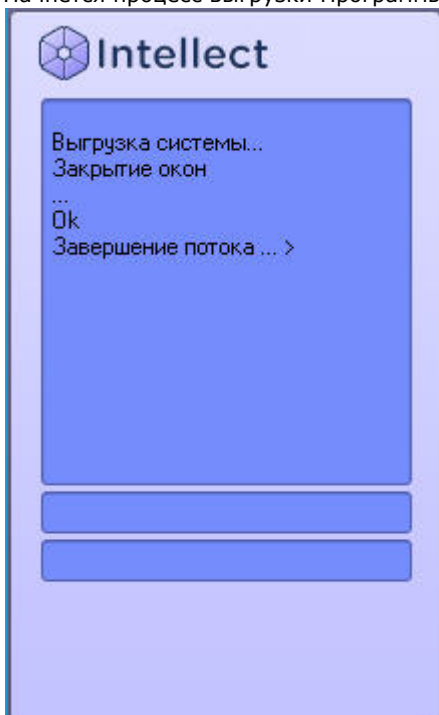 Intellect
Выгрузка системы...
Закрытие окон
...
Ok
Завершение потока ... >